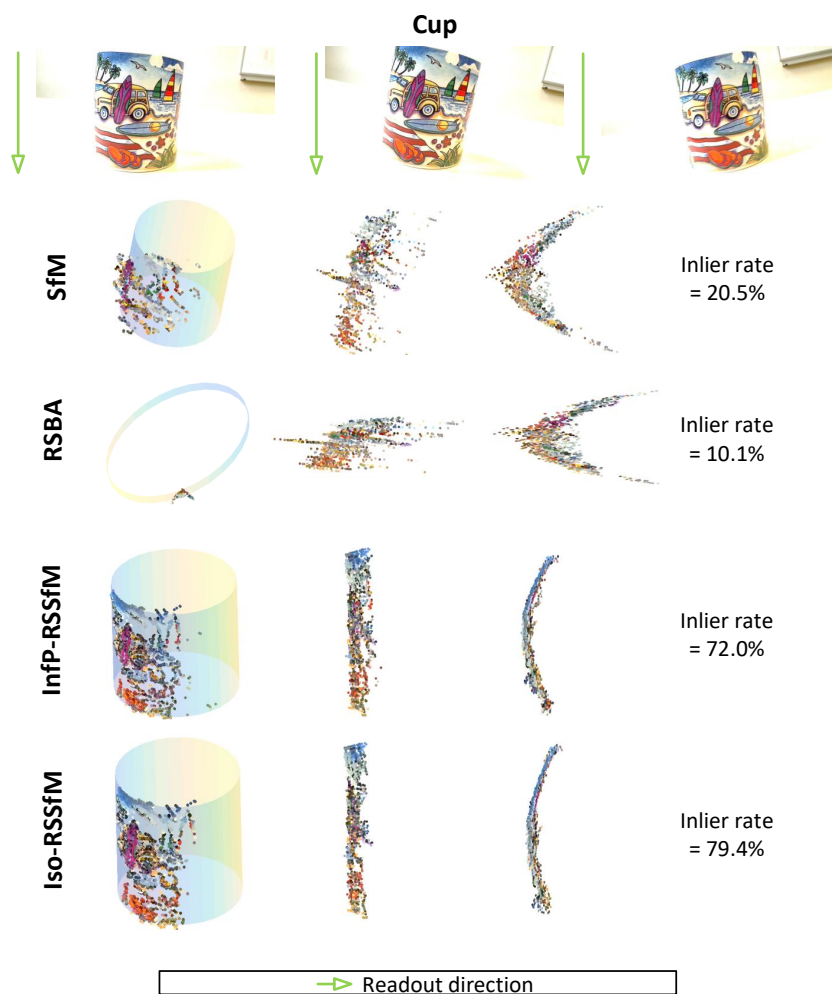 Cup
SfM
Inlier rate
= 20.5%
RSBA
Inlier rate
= 10.1%
InfP-RSSfM
Inlier rate
= 72.0%
Iso-RSSfM
Inlier rate
= 79.4%
Readout direction